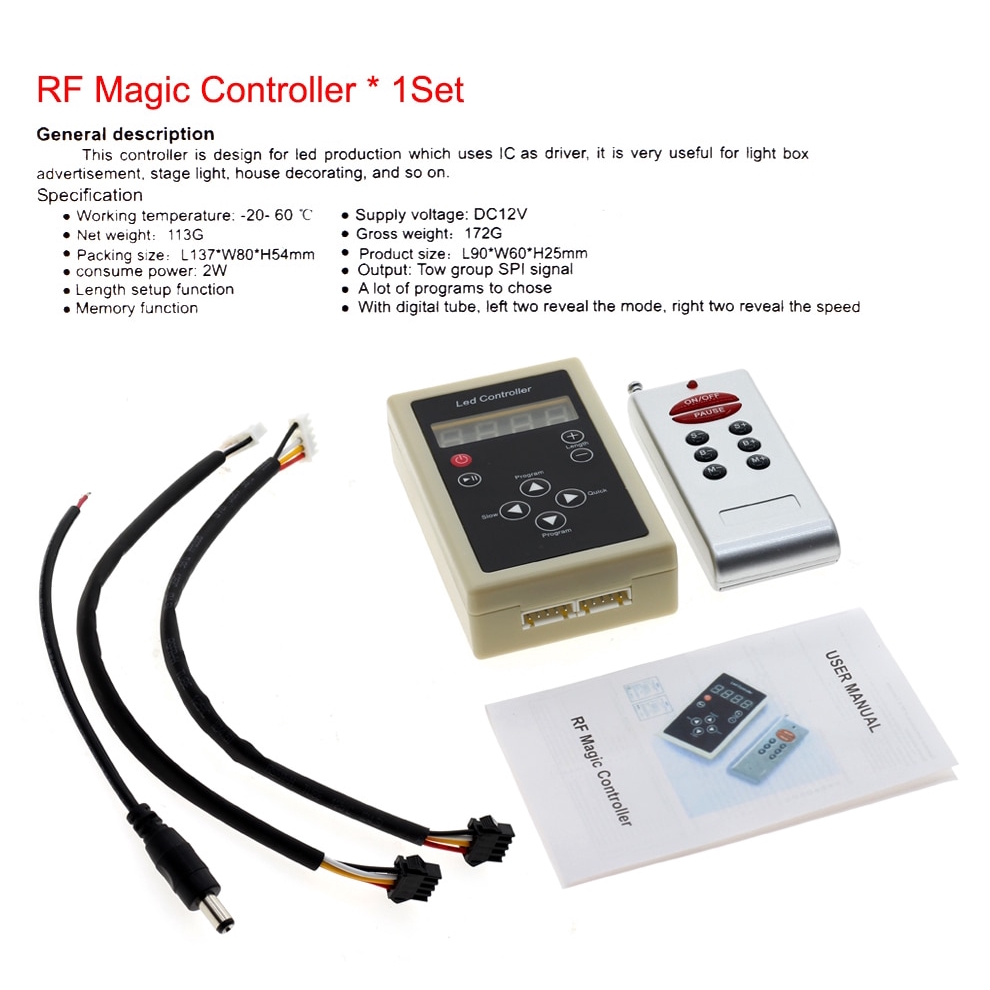 RF Magic Controller * 1Set
General description
This controller is design for led production which uses IC as driver, it is very useful for light box
advertisement, stage light, house decorating, and so on.
Specification
• Working temperature: -20- 60 ℃
• Net weight: 113G
• Packing size: L137*W80*H54mm
• consume power: 2W
• Length setup function
• Memory function
• Supply voltage: DC12V
• Gross weight: 172G
• Product size: L90*W60*H25mm
• Output: Tow group SPI signal
• A lot of programs to chose
• With digital tube, left two reveal the mode, right two reveal the speed
Led Controller
+
Length
−
Program
Slow
Quick
Program
ON/OFF
PAUSE
S- S+
B- B+
M- M+
USER MANUAL
RF Magic Controller